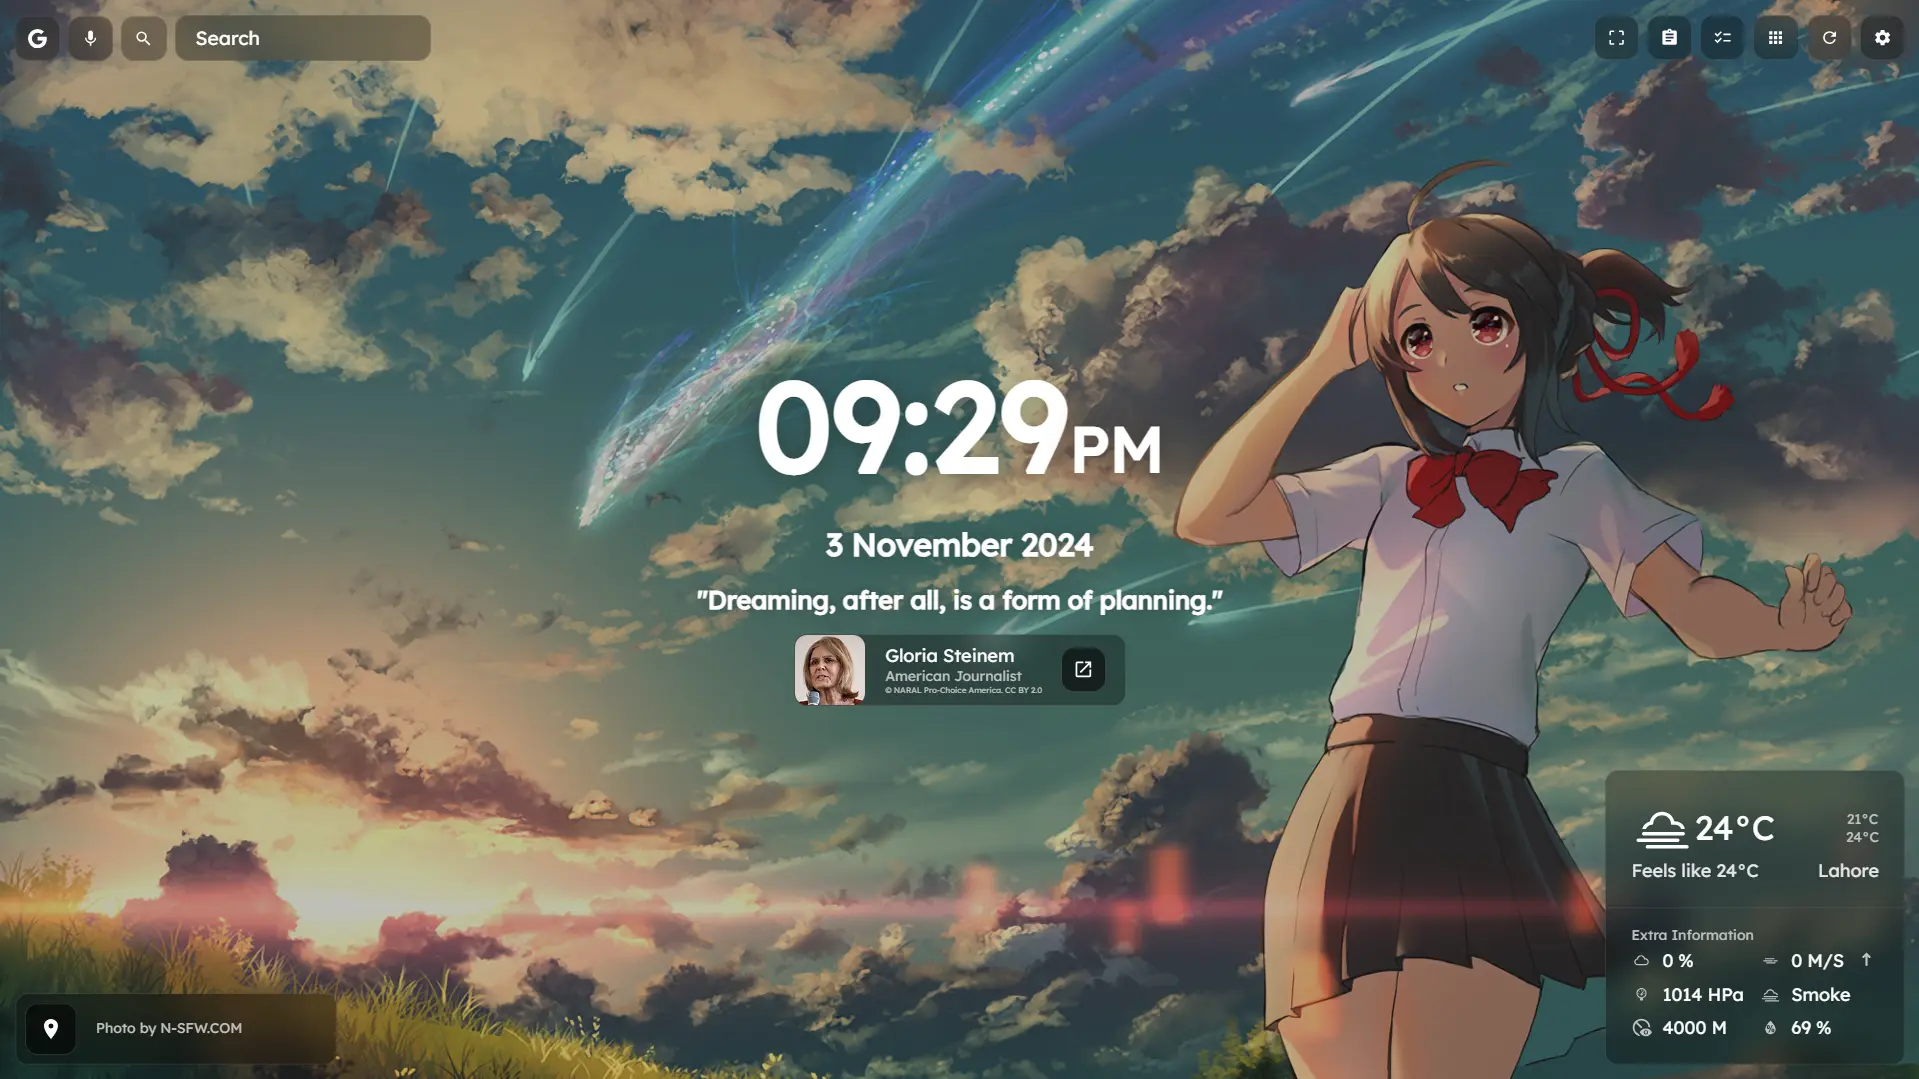 G
Search
09:29PM
3 November 2024
"Dreaming, after all, is a form of planning."
Gloria Steinem
American Journalist
© NARAL Pro-Choice America. CC BY 2.0
24°C
21°C
24°C
Feels like 24°C
Lahore
Extra Information
0 %
0 M/S
1014 HPa
Smoke
4000 M
69 %
Photo by N-SFW.COM